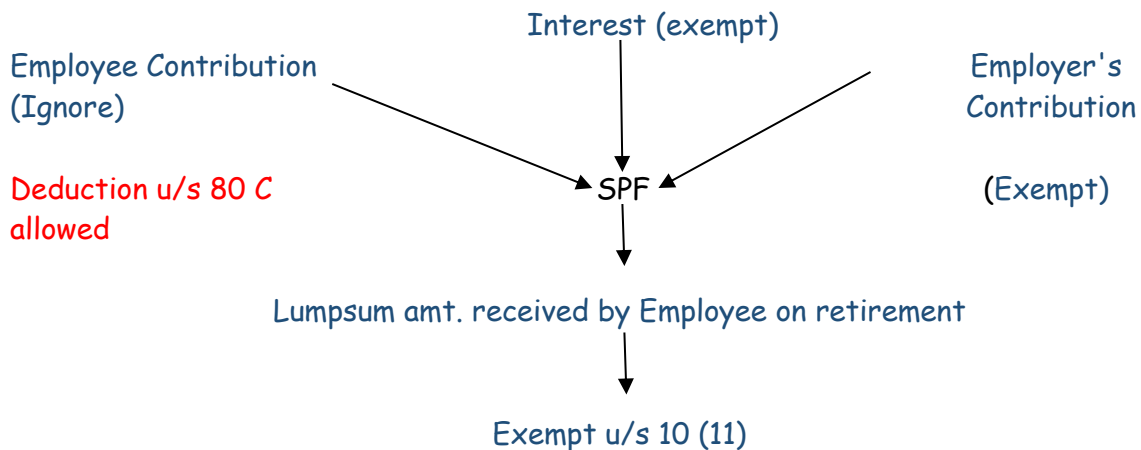 Interest (exempt)
Employee Contribution
(Ignore)
Employer's
Contribution
Deduction u/s 80 C
allowed
SPF
(Exempt)
Lumpsum amt. received by Employee on retirement
Exempt u/s 10 (11)